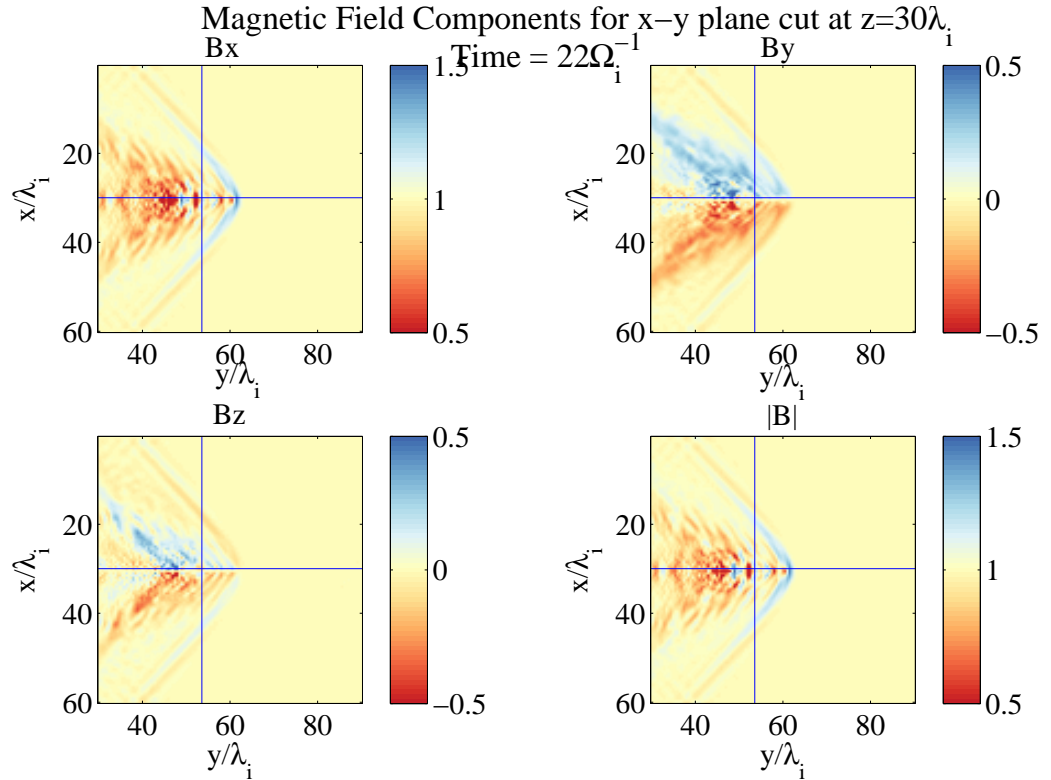 Magnetic Field Components for x−y plane cut at z=30λi
Time = 22Ωi−1
Bx
By
1.5
1
0.5
0.5
0
−0.5
20
40
60
20
40
60
40
60
80
40
60
80
x/λi
y/λi
x/λi
y/λi
Bz
|B|
0.5
0
−0.5
1.5
1
0.5
20
40
60
20
40
60
40
60
80
40
60
80
x/λi
y/λi
x/λi
y/λi